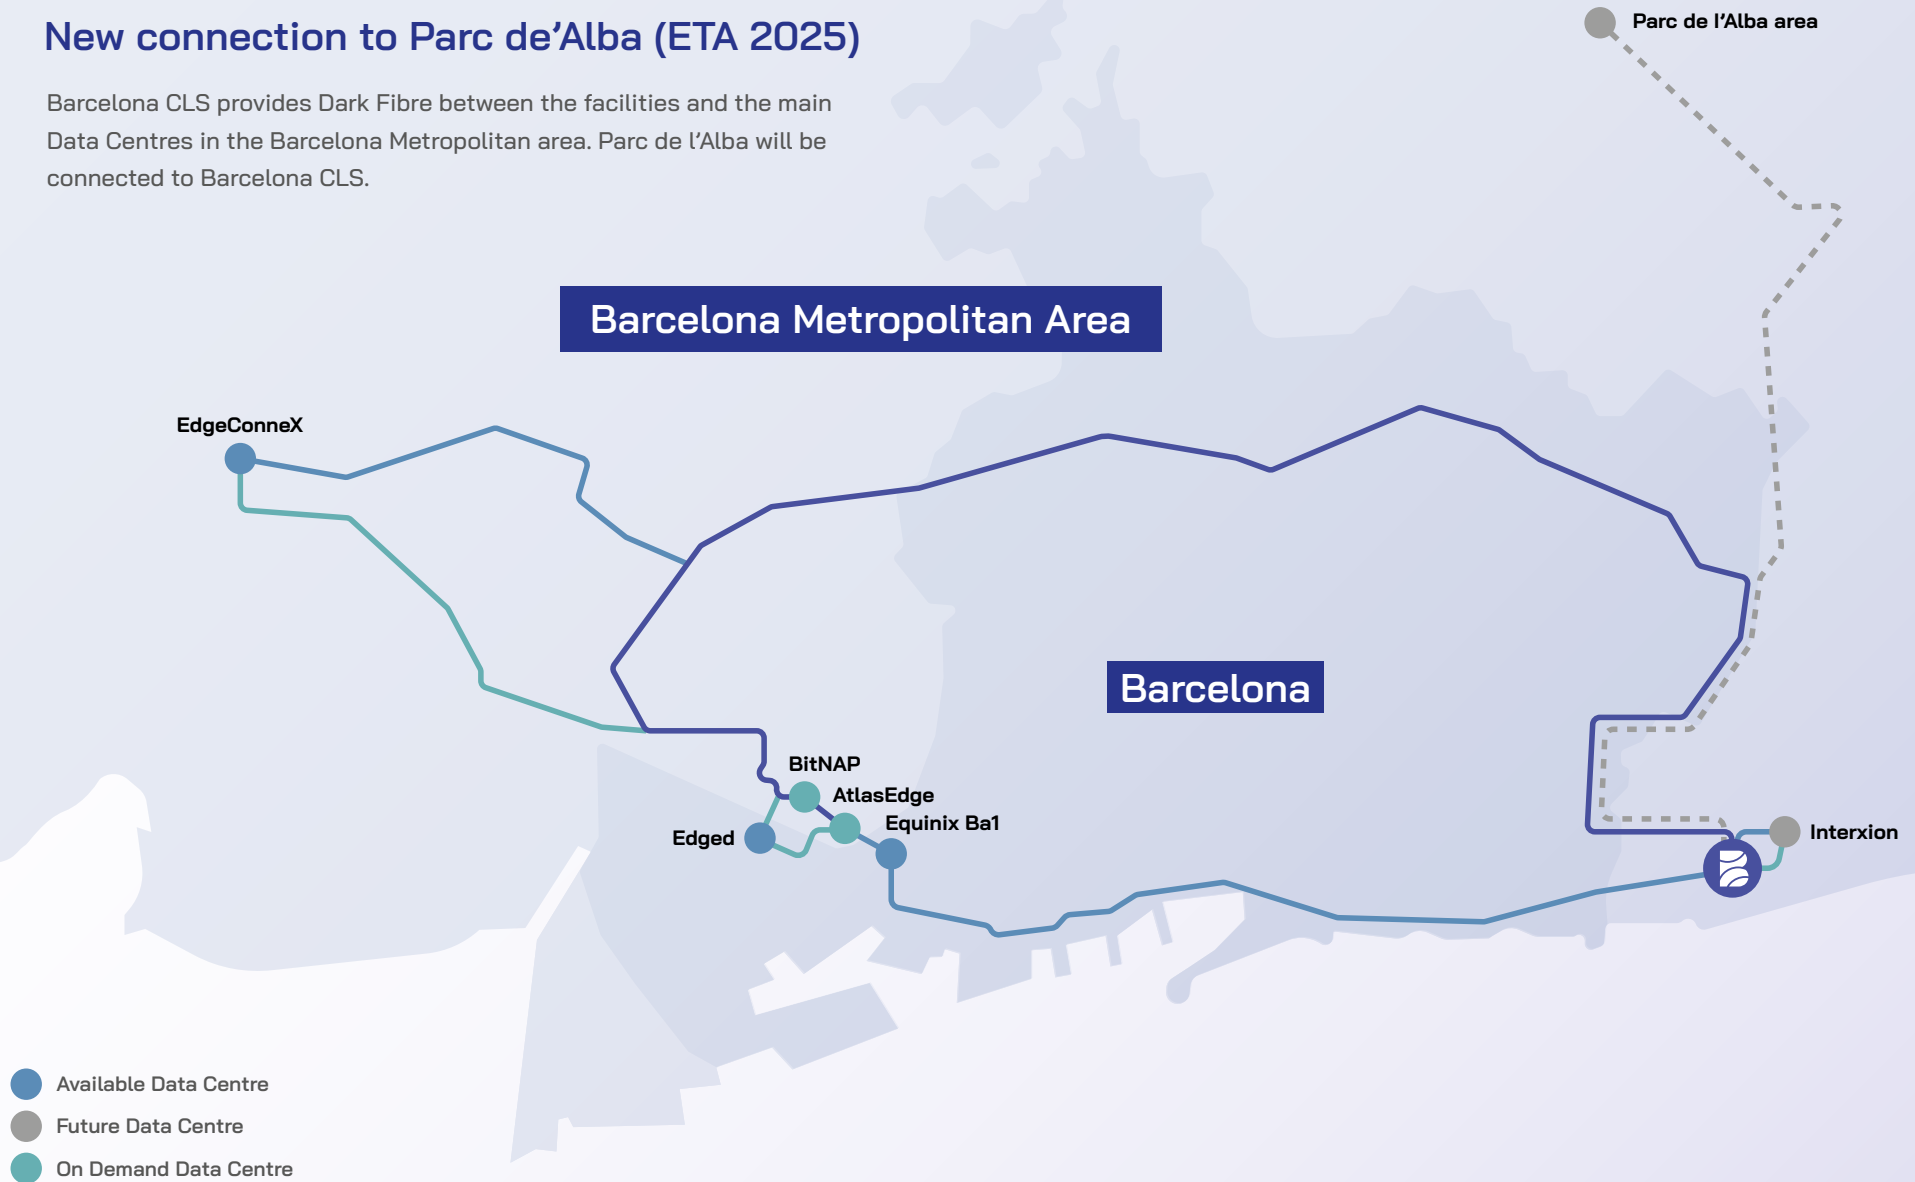 New connection to Parc de’Alba (ETA 2025)
Parc de l’Alba area
Barcelona CLS provides Dark Fibre between the facilities and the main
Data Centres in the Barcelona Metropolitan area. Parc de l’Alba will be
connected to Barcelona CLS.
Barcelona Metropolitan Area
EdgeConneX
Barcelona
BitNAP
AtlasEdge
Equinix Ba1
Edged
Interxion
Available Data Centre
Future Data Centre
On Demand Data Centre